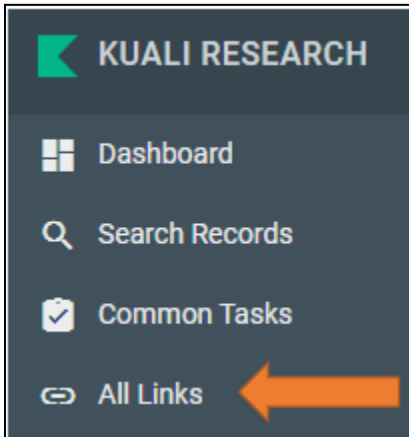 KUALI RESEARCH
Dashboard
Search Records
Common Tasks
All Links